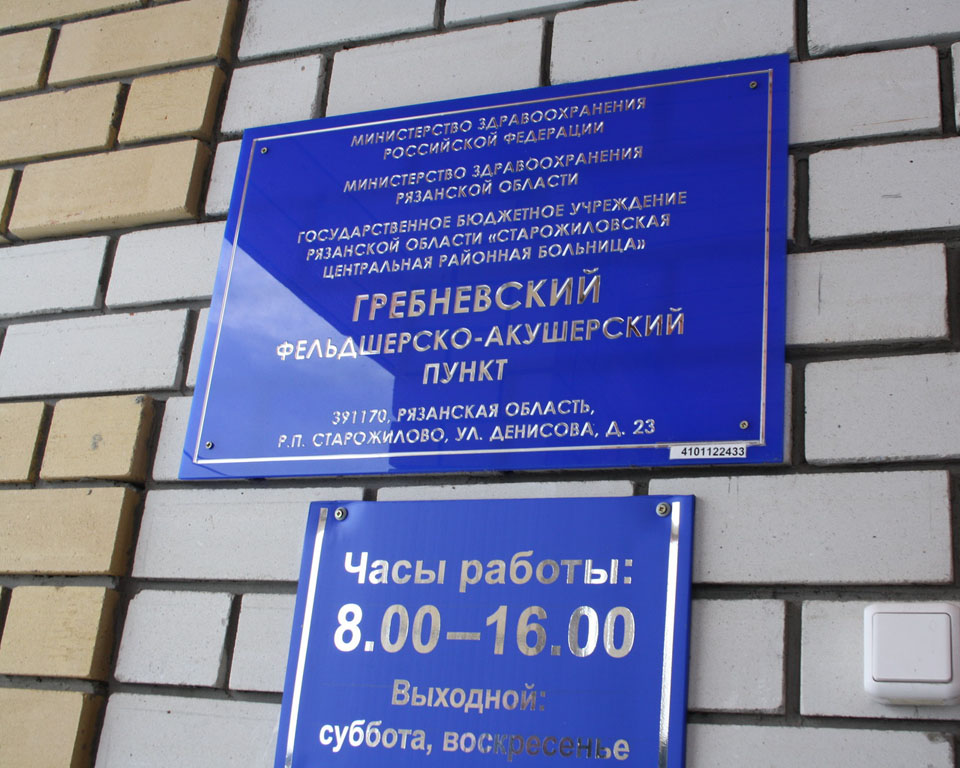 МИНИСТЕРСТВО ЗДРАВООХРАНЕНИЯ
РОССИЙСКОЙ ФЕДЕРАЦИИ
МИНИСТЕРСТВО ЗДРАВООХРАНЕНИЯ
РЯЗАНСКОЙ ОБЛАСТИ
ГОСУДАРСТВЕННОЕ БЮДЖЕТНОЕ УЧРЕЖДЕНИЕ
РЯЗАНСКОЙ ОБЛАСТИ «СТАРОЖИЛОВСКАЯ
ЦЕНТРАЛЬНАЯ РАЙОННАЯ БОЛЬНИЦА»
ГРЕБНЕВСКИЙ
ФЕЛЬДШЕРСКО-АКУШЕРСКИЙ
ПУНКТ
391170, РЯЗАНСКАЯ ОБЛАСТЬ,
Р.П. СТАРОЖИЛОВО, УЛ. ДЕНИСОВА, Д. 23
4101122433
Часы работы:
8.00–16.00
Выходной:
суббота, воскресенье